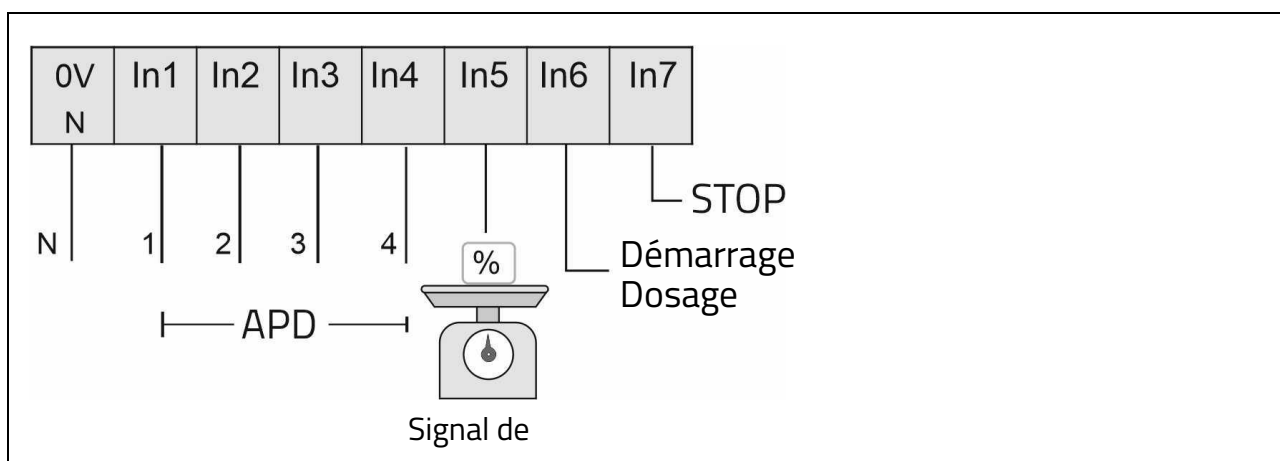 0V In1 In2 In3 In4 In5 In6 In7
N
STOP
N 1 2 3 4 % Démarrage
Dosage
APD
Signal de